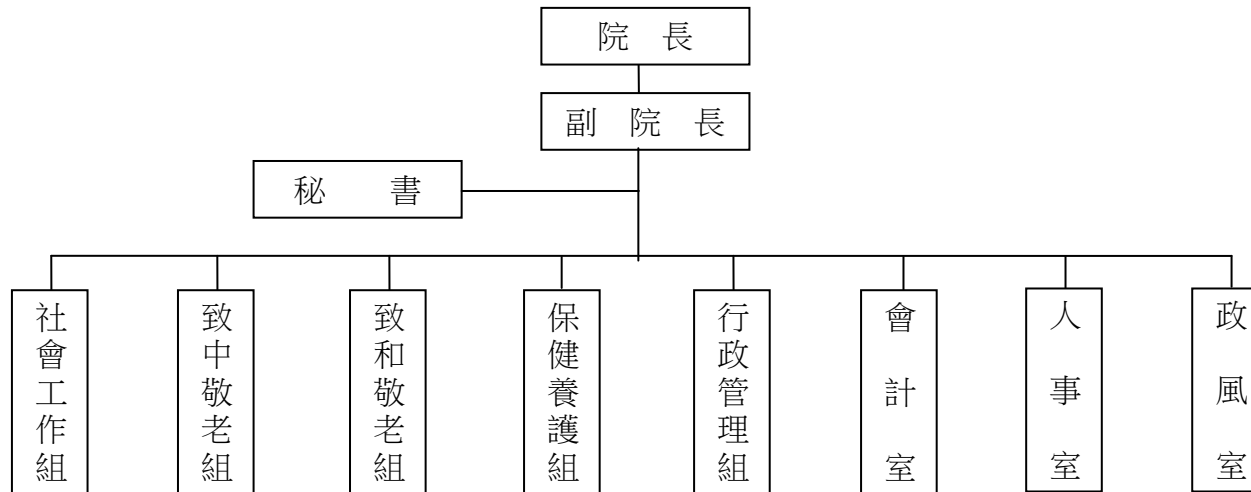 院長
副院長
秘書
社會工作組
致中敬老組
致和敬老組
保健養護組
行政管理組
會計室
人事室
政風室